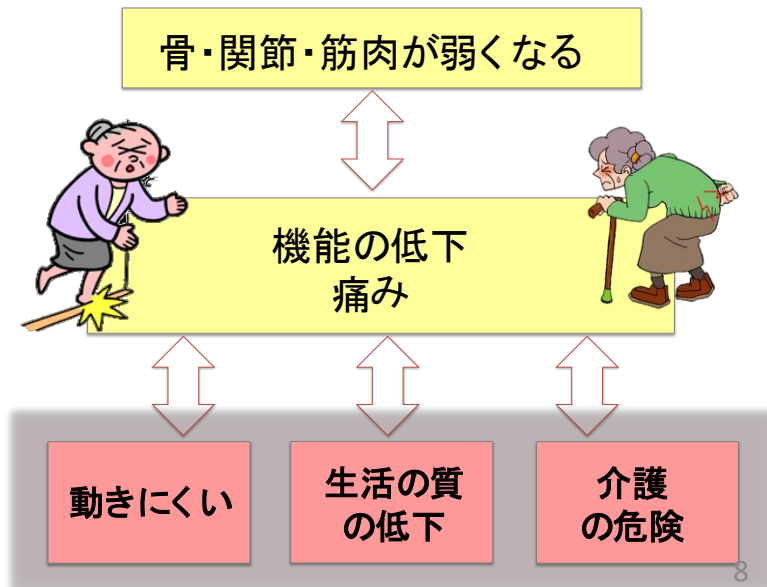 骨・関節・筋肉が弱くなる
機能の低下
痛み
動きにくい
生活の質
の低下
介護
の危険
8